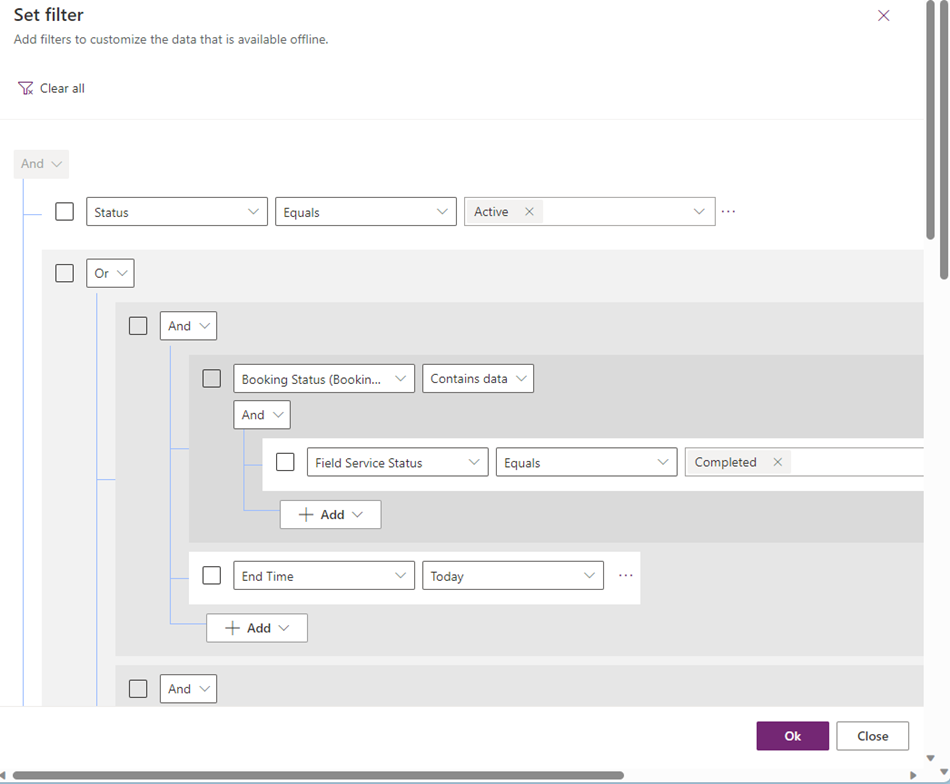 Set filter
Add filters to customize the data that is available offline.
Clear all
And
Status Equals Active
Or
And
Booking Status (Bookin... Contains data
And
Field Service Status Equals Completed
Add
End Time Today
Add
And
Ok Close